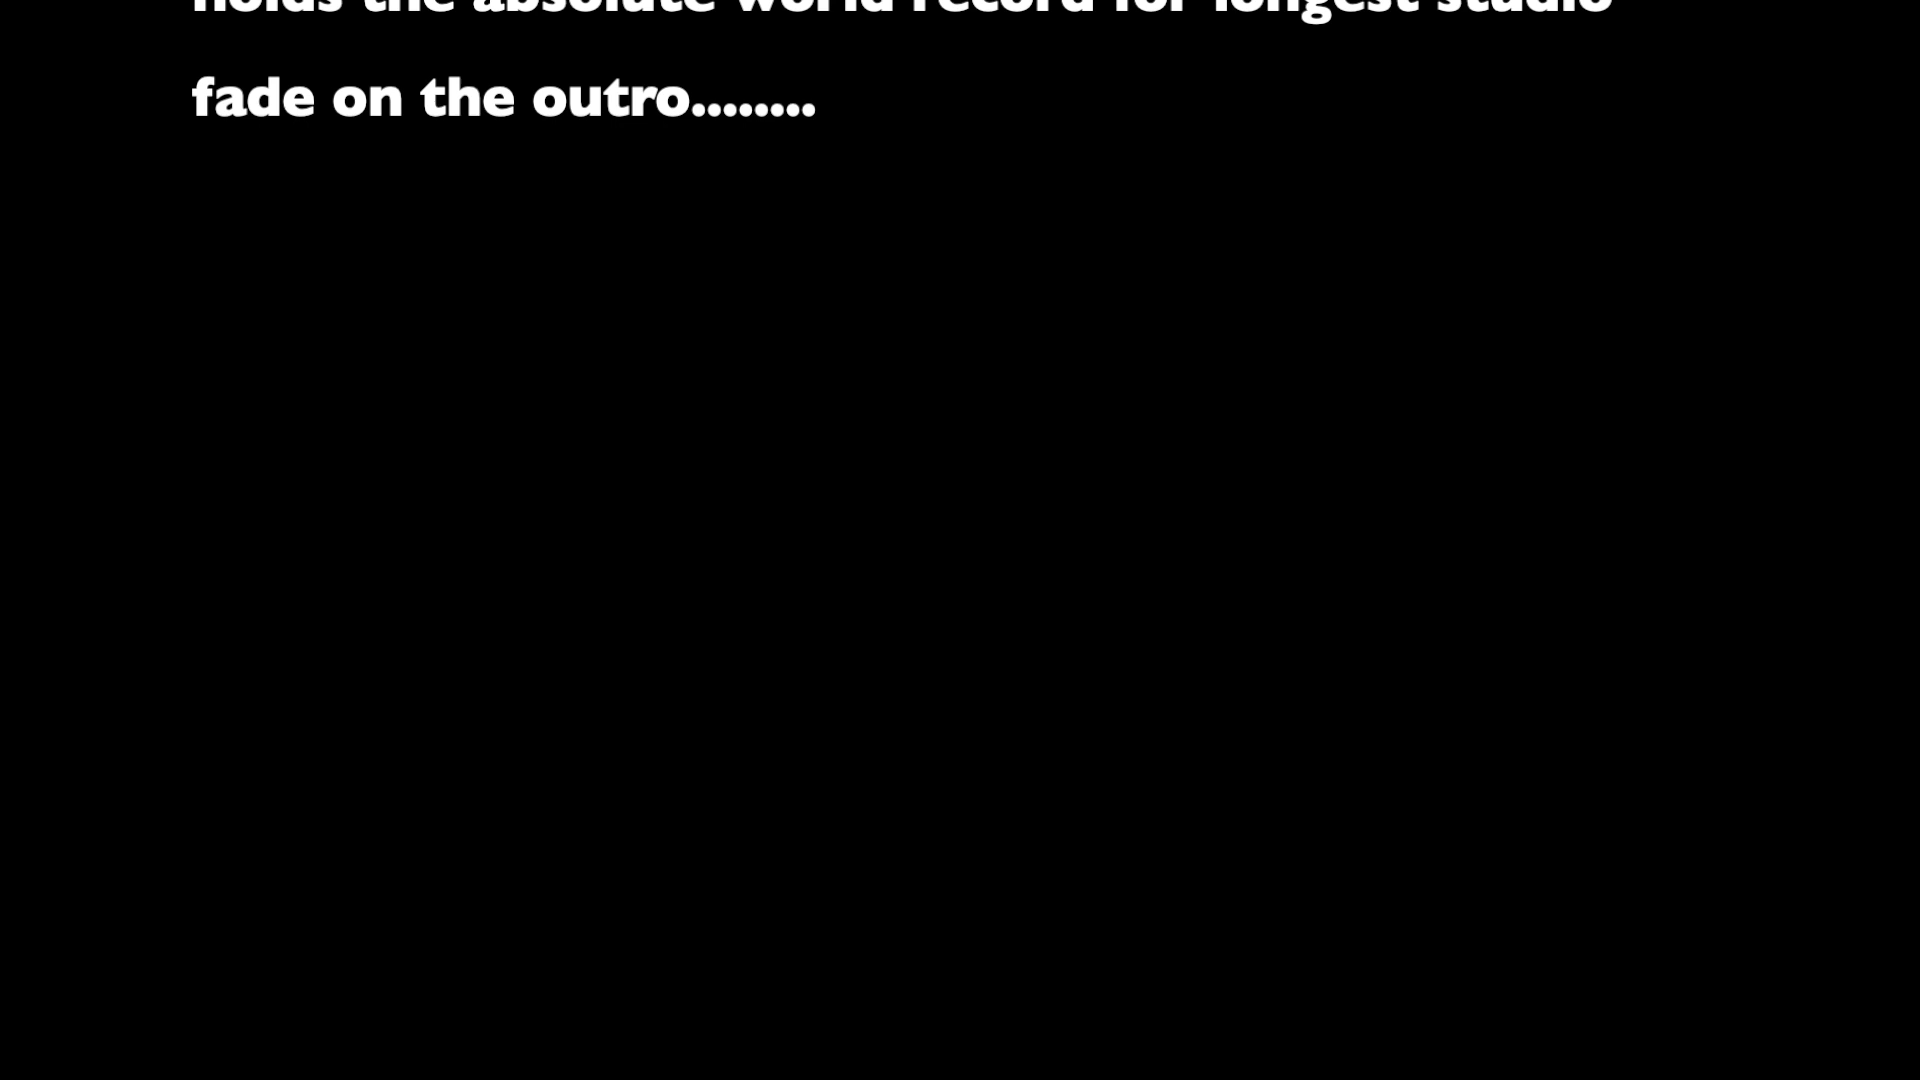 holds the absolute world record for longest studio
fade on the outro........